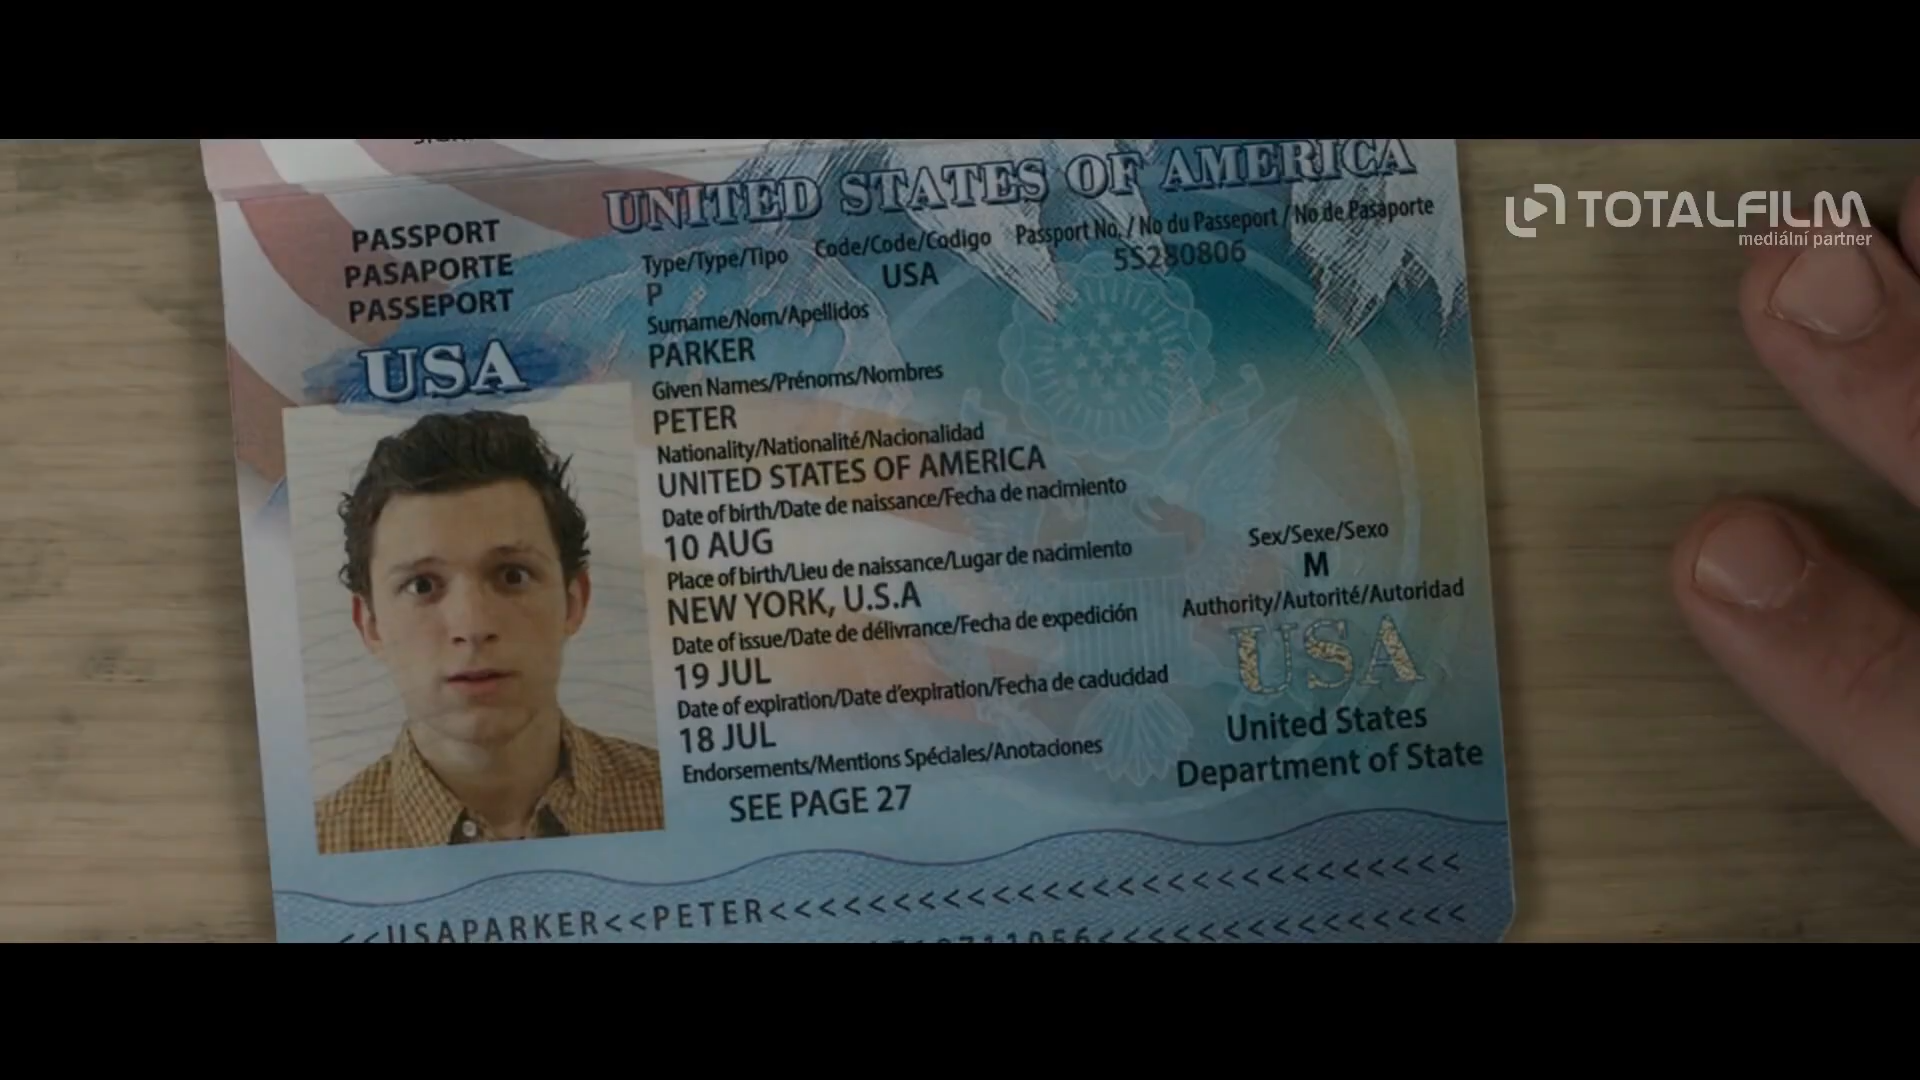 TOTALFILM
mediální partner
UNITED STATES OF AMERICA
PASSPORT
PASAPORTE
PASSEPORT
USA
Type/Type/Tipo Code/Code/Codigo Passport No. / No du Passeport / No de Pasaporte
P USA 5S280806
Surname/Nom/Apellidos
PARKER
Given Names/Prénoms/Nombres
PETER
Nationality/Nationalité/Nacionalidad
UNITED STATES OF AMERICA
Date of birth/Date de naissance/Fecha de nacimiento
10 AUG
Place of birth/Lieu de naissance/Lugar de nacimiento
NEW YORK, U.S.A
Date of issue/Date de délivrance/Fecha de expedición
19 JUL
Date of expiration/Date d'expiration/Fecha de caducidad
18 JUL
Endorsements/Mentions Spéciales/Anotaciones
SEE PAGE 27
Sex/Sexe/Sexo
M
Authority/Autorité/Autoridad
USA
United States
Department of State
<<USAPARKER<<PETER<<<<<<<<<<<<<<<<<<<<<<<<<<